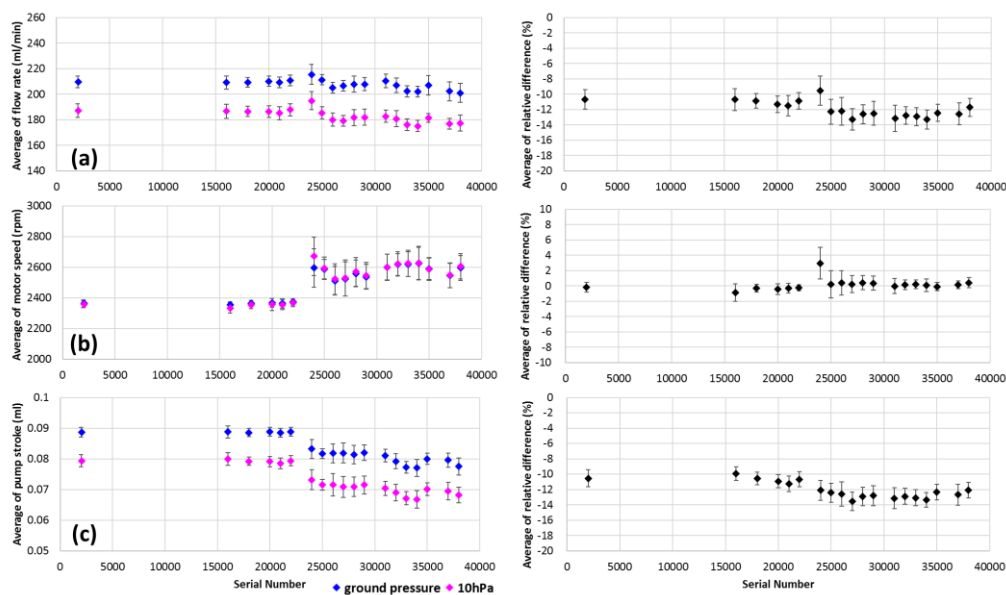 Average of flow rate (ml/min)
260
240
220
200
180
160
140
(a)
0 5000 10000 15000 20000 25000 30000 35000 40000
Average of relative difference (%)
0
-2
-4
-6
-8
-10
-12
-14
-16
-18
-20
0 5000 10000 15000 20000 25000 30000 35000 40000
Average of motor speed (rpm)
3000
2800
2600
2400
2200
2000
(b)
0 5000 10000 15000 20000 25000 30000 35000 40000
Average of relative difference (%)
10
8
6
4
2
0
-2
-4
-6
-8
-10
0 5000 10000 15000 20000 25000 30000 35000 40000
Average of pump stroke (ml)
0.1
0.09
0.08
0.07
0.06
0.05
(c)
0 5000 10000 15000 20000 25000 30000 35000 40000
Serial Number
ground pressure 10hPa
Average of relative difference (%)
0
-2
-4
-6
-8
-10
-12
-14
-16
-18
-20
0 5000 10000 15000 20000 25000 30000 35000 40000
Serial Number